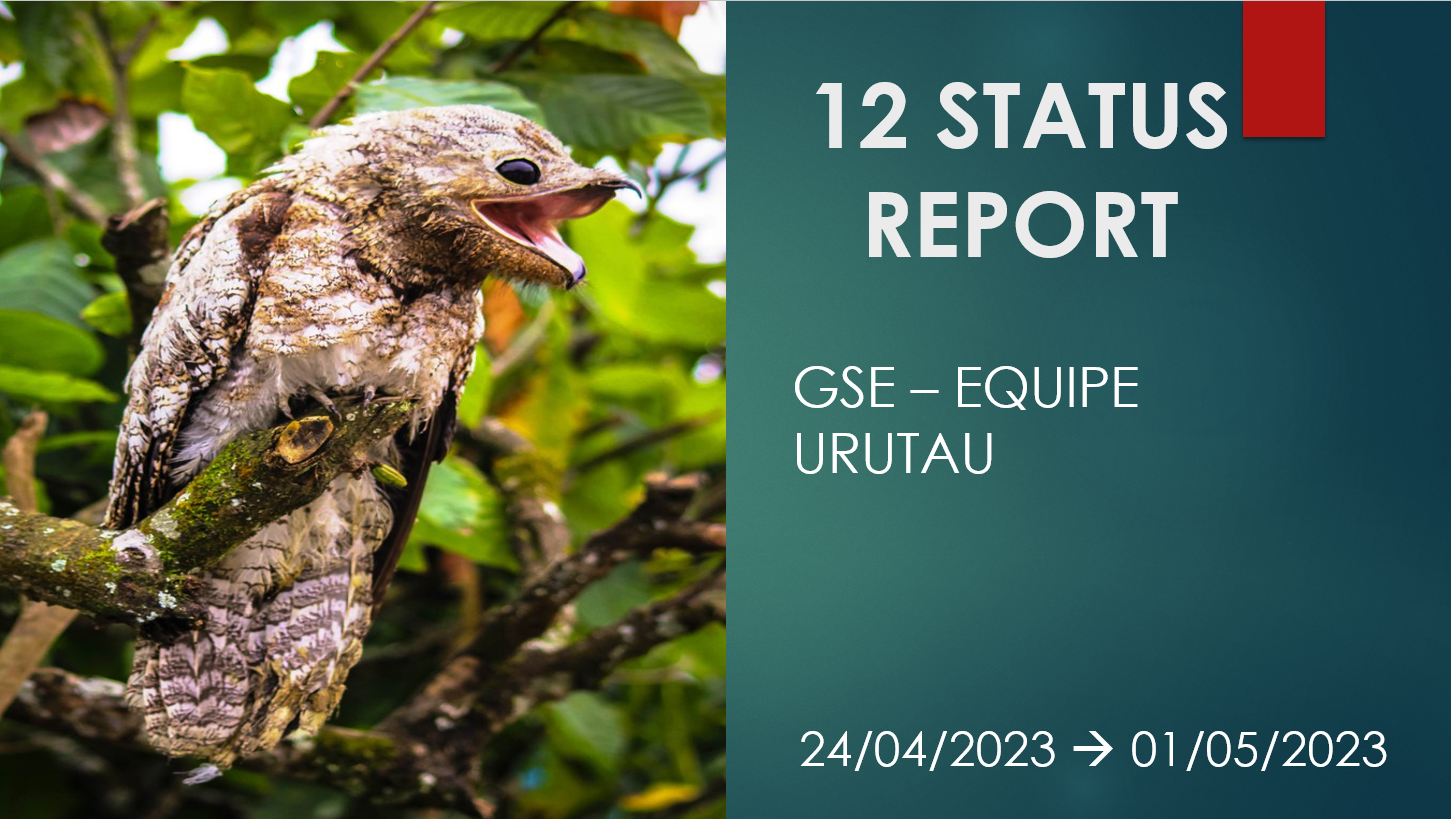 12 STATUS
REPORT
GSE – EQUIPE
URUTAU
24/04/2023 → 01/05/2023